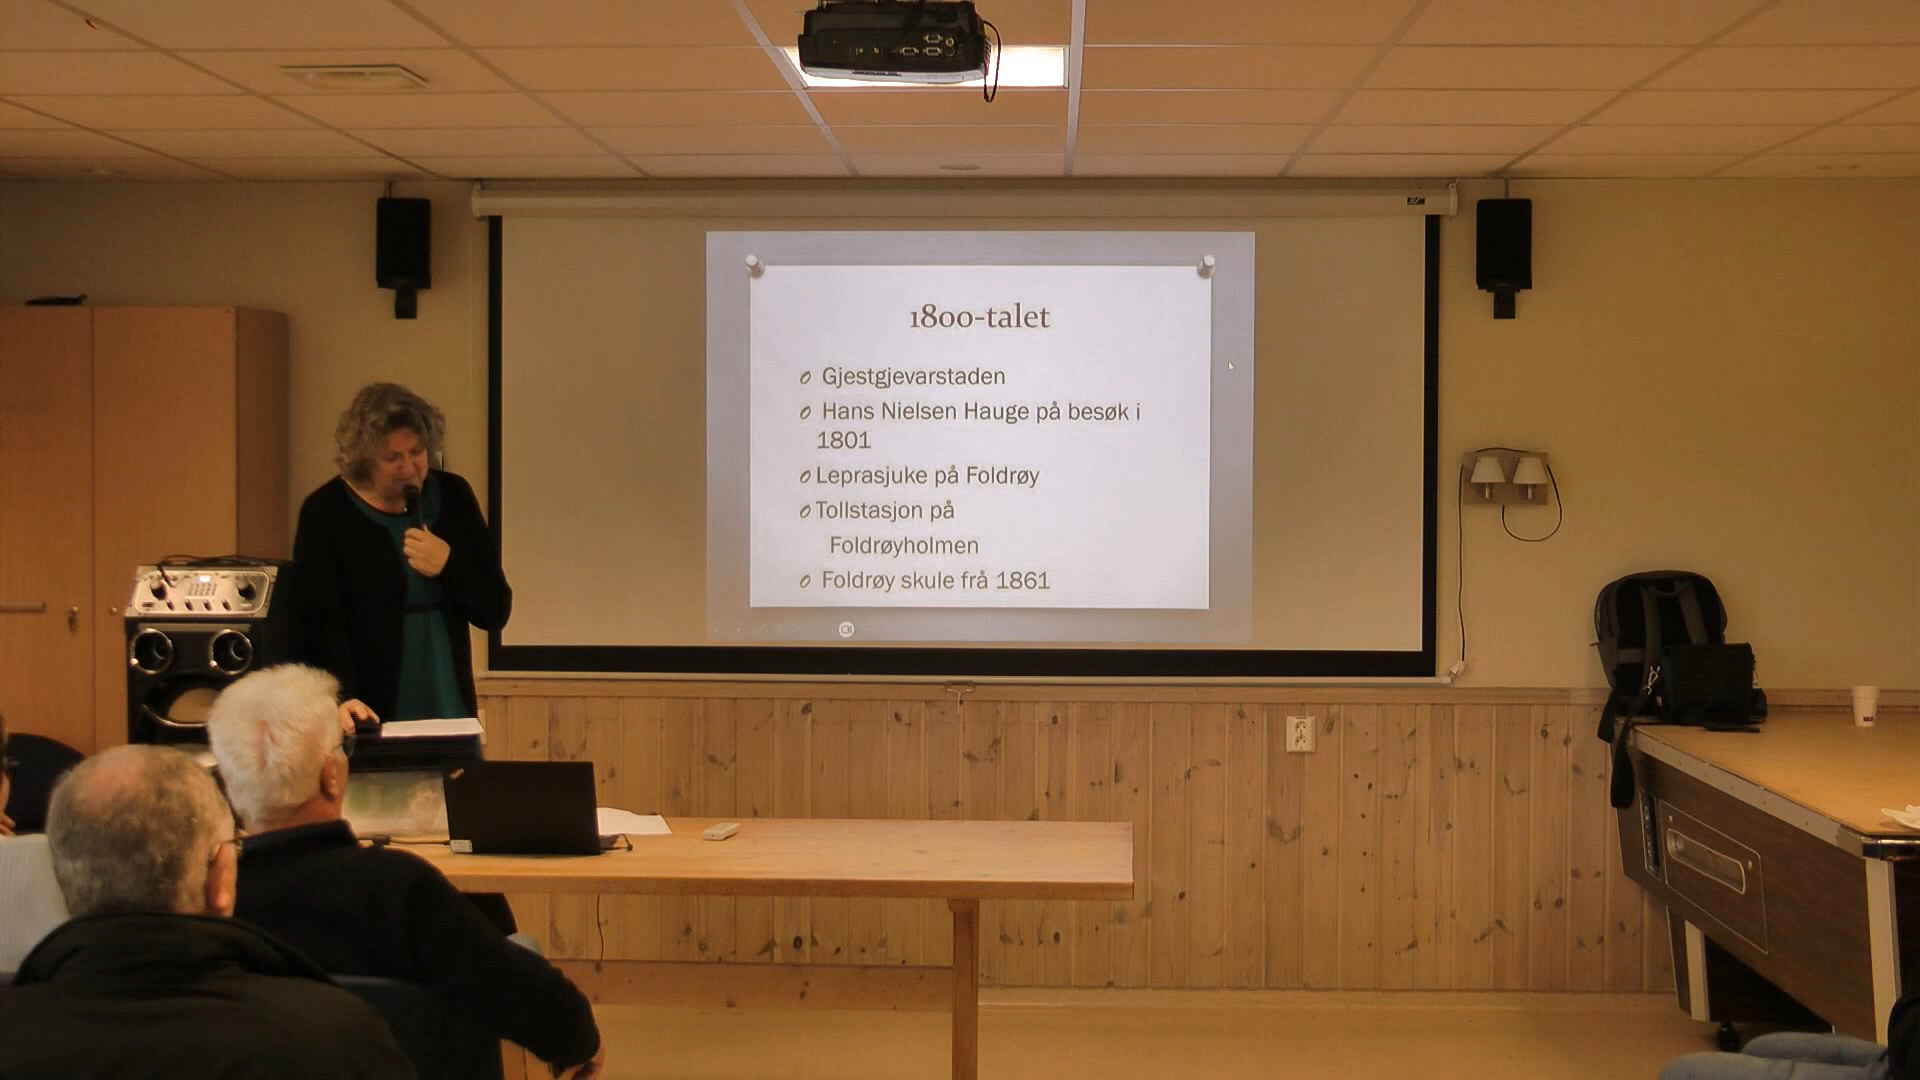 1800-talet
Gjestgjevarstaden
Hans Nielsen Hauge på besøk i
1801
Leprasjuke på Foldrøy
Tollstasjon på
Foldrøyholmen
Foldrøy skule frå 1861